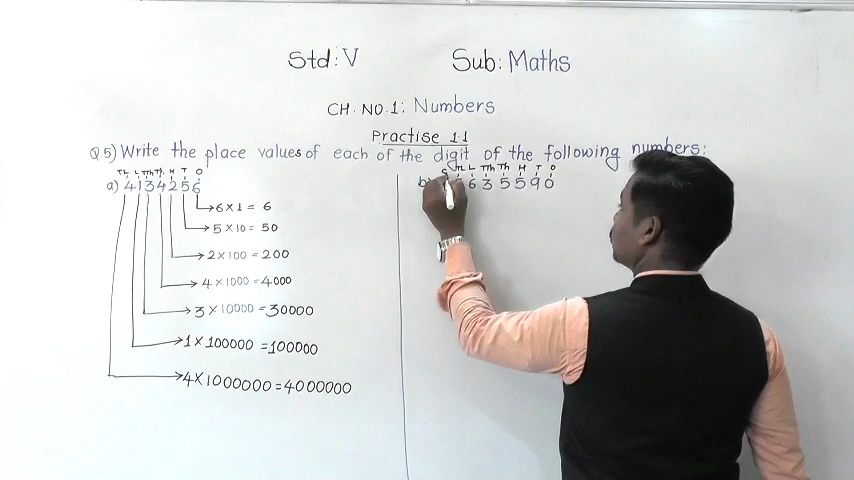 Std: V Sub: Maths
CH. NO. 1: Numbers
Practise 1.1
Q.5) Write the place values of each of the digit of the following numbers:
TL L TTh Th H T O
a) 4134256
6 × 1 = 6
5 × 10 = 50
2 × 100 = 200
4 × 1000 = 4000
3 × 10000 = 30000
1 × 100000 = 100000
4 × 1000000 = 4000000
C TL L TTh Th H T O
b) 635590